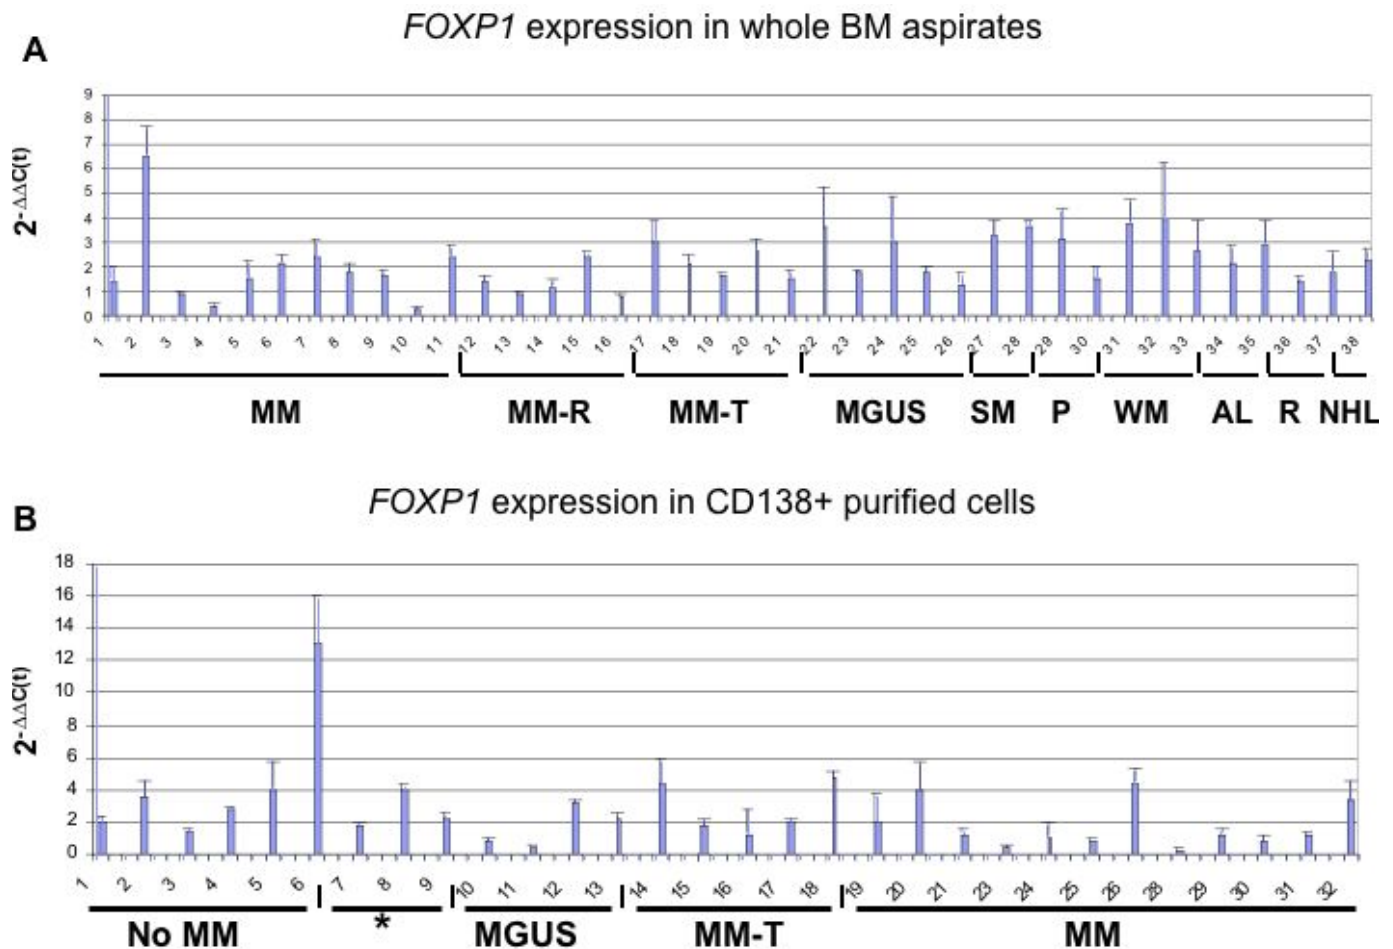 FOXP1 expression in whole BM aspirates
A
9
8
7
6
5
4
3
2
1
0
2-ΔΔC(t)
1 2 3 4 5 6 7 8 9 10 11 12 13 14 15 16 17 18 19 20 21 22 23 24 25 26 27 28 29 30 31 32 33 34 35 36 37 38
MM MM-R MM-T MGUS SM P WM AL R NHL
FOXP1 expression in CD138+ purified cells
B
18
16
14
12
10
8
6
4
2
0
2-ΔΔC(t)
1 2 3 4 5 6 7 8 9 10 11 12 13 14 15 16 17 18 19 20 21 23 24 25 26 28 29 30 31 32
No MM * MGUS MM-T MM